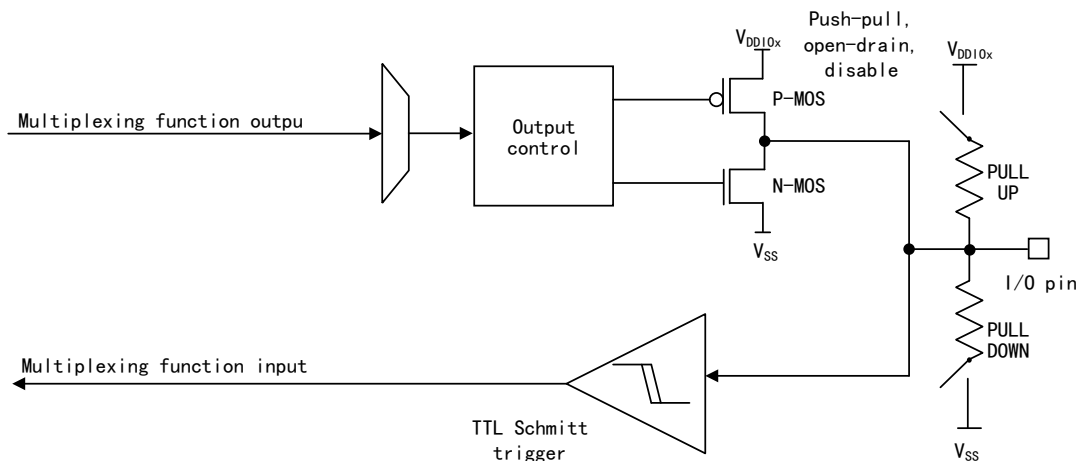 Push-pull,
open-drain,
disable
VDDIOx
VDDIOx
P-MOS
Multiplexing function outpu
Output
control
PULL
UP
N-MOS
VSS
I/O pin
PULL
DOWN
Multiplexing function input
TTL Schmitt
trigger
VSS